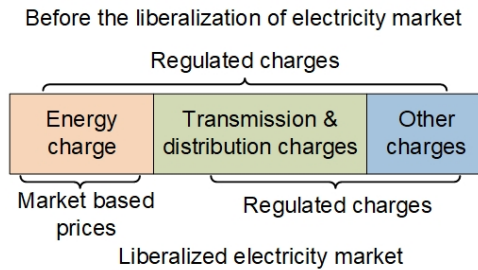 Before the liberalization of electricity market
Regulated charges
Energy
charge
Transmission &
distribution charges
Other
charges
Market based
prices
Regulated charges
Liberalized electricity market